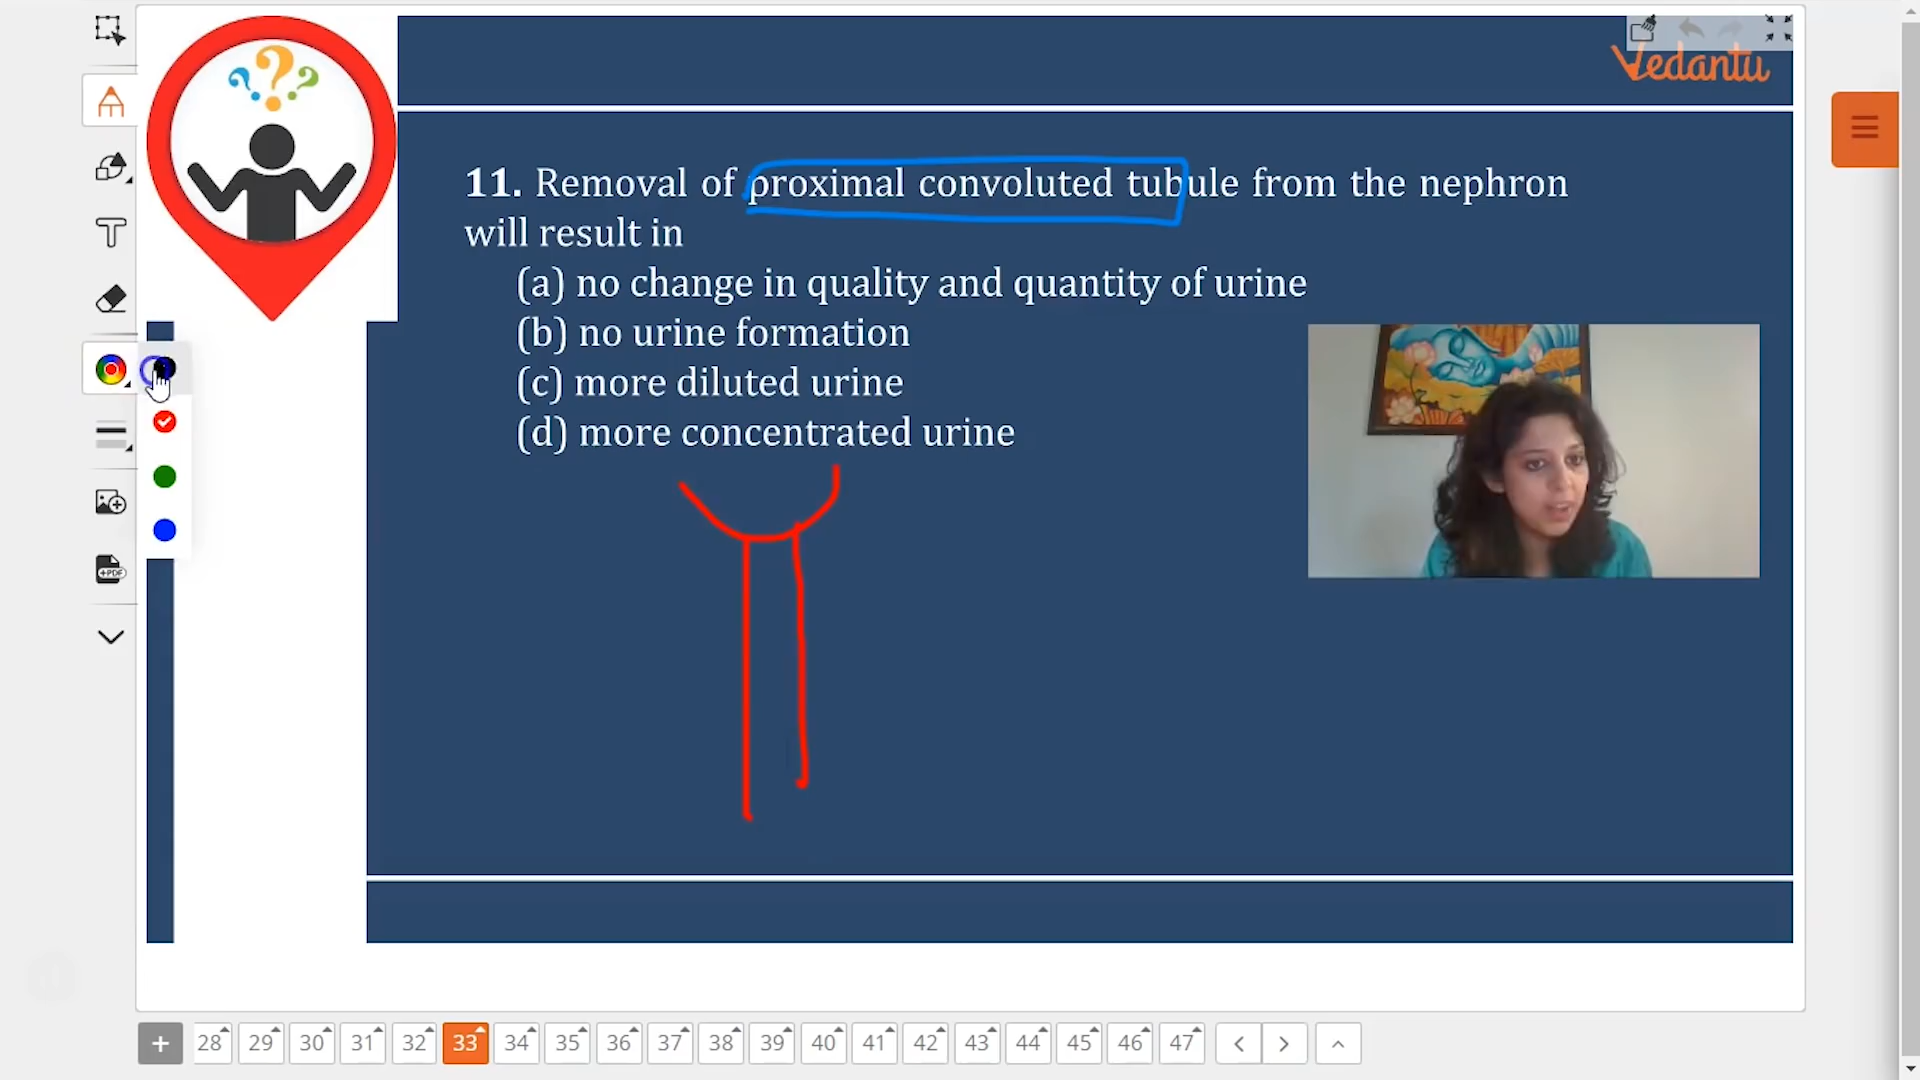 Vedantu
11. Removal of proximal convoluted tubule from the nephron
will result in
(a) no change in quality and quantity of urine
(b) no urine formation
(c) more diluted urine
(d) more concentrated urine
+PDF
+ 28 29 30 31 32 33 34 35 36 37 38 39 40 41 42 43 44 45 46 47